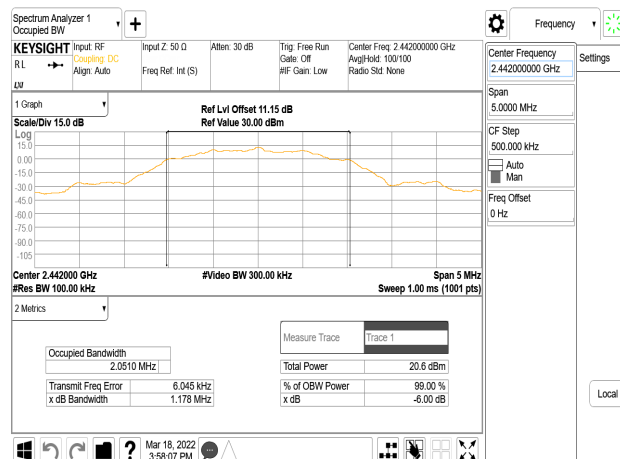 Spectrum Analyzer 1
Occupied BW
Frequency
KEYSIGHT
R L
Input: RF
Coupling: DC
Align: Auto
Input Z: 50 Ω
Freq Ref: Int (S)
Atten: 30 dB
Trig: Free Run
Gate: Off
#IF Gain: Low
Center Freq: 2.442000000 GHz
Avg|Hold: 100/100
Radio Std: None
Center Frequency
2.442000000 GHz
Settings
Span
5.0000 MHz
CF Step
500.000 kHz
Auto
Man
Freq Offset
0 Hz
Local
1 Graph
Scale/Div 15.0 dB
Ref Lvl Offset 11.15 dB
Ref Value 30.00 dBm
Log
15.0
0.00
-15.0
-30.0
-45.0
-60.0
-75.0
-90.0
-105
Center 2.442000 GHz
#Video BW 300.00 kHz
Span 5 MHz
#Res BW 100.00 kHz
Sweep 1.00 ms (1001 pts)
2 Metrics
Measure Trace
Trace 1
Occupied Bandwidth
2.0510 MHz
Total Power
20.6 dBm
Transmit Freq Error
6.045 kHz
% of OBW Power
99.00 %
x dB Bandwidth
1.178 MHz
x dB
-6.00 dB
Mar 18, 2022
3:58:07 PM